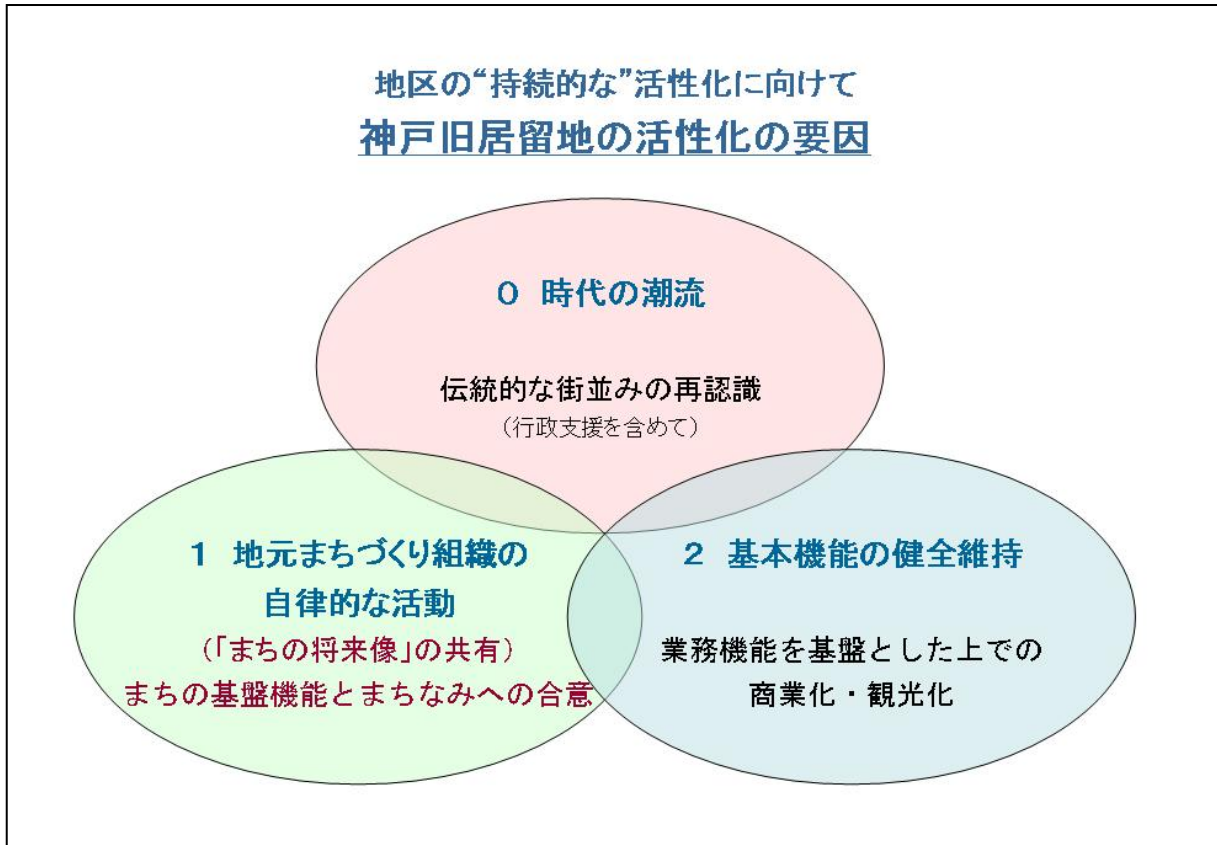 地区の“持続的な”活性化に向けて
神戸旧居留地の活性化の要因
0 時代の潮流
伝統的な街並みの再認識
（行政支援を含めて）
1 地元まちづくり組織の
自律的な活動
（「まちの将来像」の共有）
まちの基盤機能とまちなみへの合意
2 基本機能の健全維持
業務機能を基盤とした上での
商業化・観光化